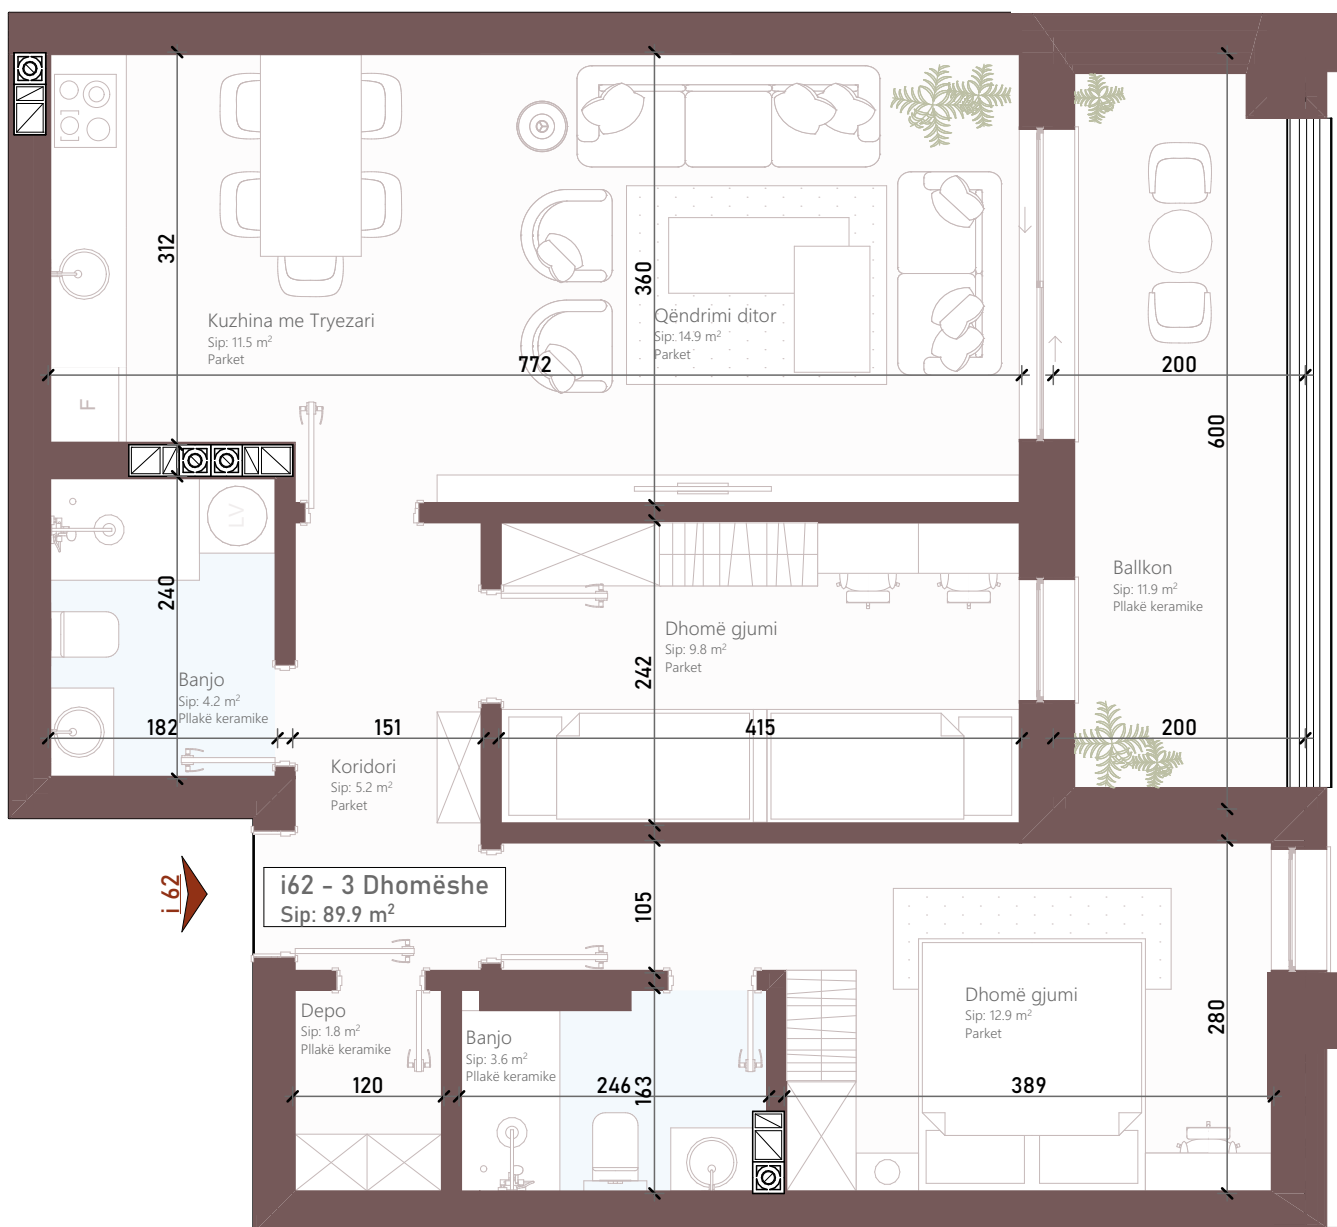 312
360
Kuzhina me Tryezari
Sip: 11.5 m²
Parket
Qëndrimi ditor
Sip: 14.9 m²
Parket
772
200
F
600
LV
240
Ballkon
Sip: 11.9 m²
Pllakë keramike
Dhomë gjumi
Sip: 9.8 m²
Parket
242
Banjo
Sip: 4.2 m²
Pllakë keramike
182
151
415
200
Koridori
Sip: 5.2 m²
Parket
i 62
i62 - 3 Dhomëshe
Sip: 89.9 m²
105
Depo
Sip: 1.8 m²
Pllakë keramike
Banjo
Sip: 3.6 m²
Pllakë keramike
Dhomë gjumi
Sip: 12.9 m²
Parket
280
120
246
163
389